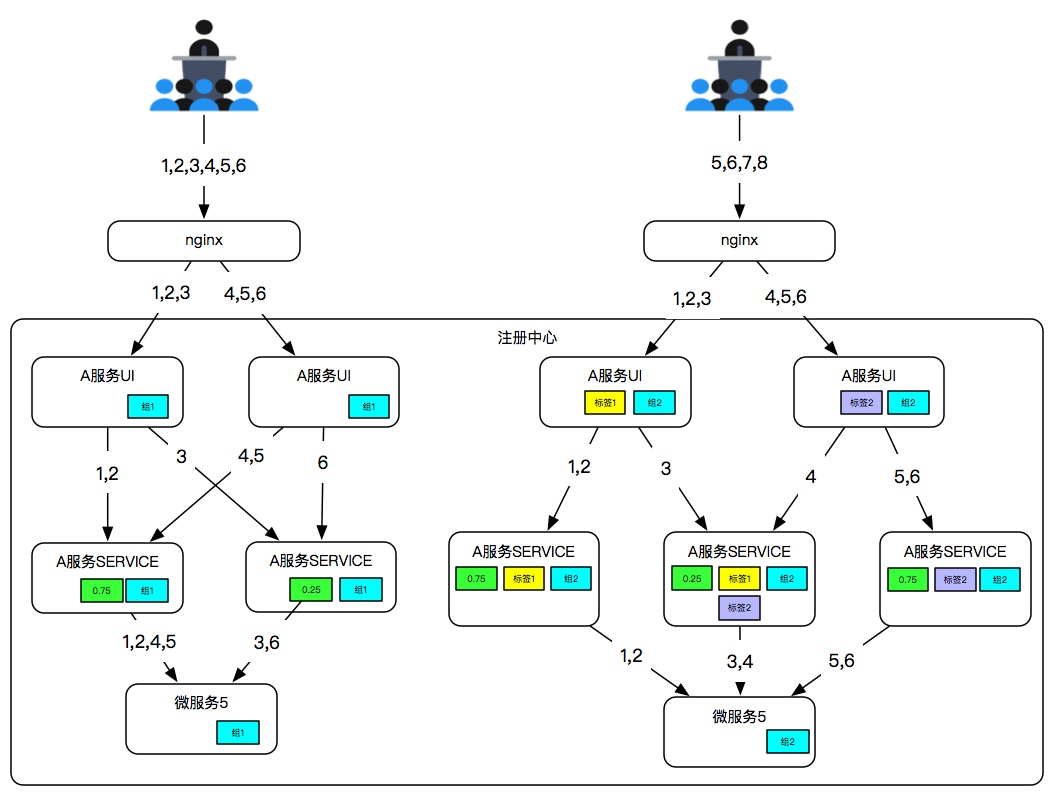 1,2,3,4,5,6
5,6,7,8
nginx
nginx
1,2,3
4,5,6
1,2,3
4,5,6
注册中心
A服务UI
组1
A服务UI
组1
A服务UI
标签1
组2
A服务UI
标签2
组2
1,2
3
4,5
6
1,2
3
4
5,6
A服务SERVICE
0.75
组1
A服务SERVICE
0.25
组1
A服务SERVICE
0.75
标签1
组2
A服务SERVICE
0.25
标签1
组2
标签2
A服务SERVICE
0.75
标签2
组2
1,2,4,5
3,6
1,2
3,4
5,6
微服务5
组1
微服务5
组2